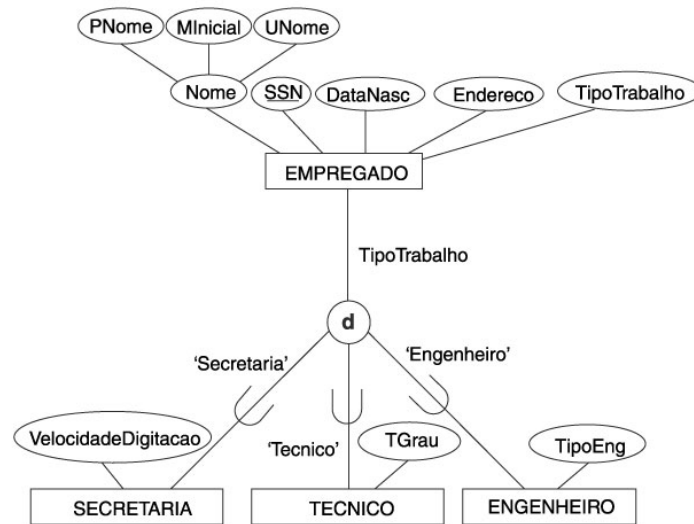 PNome MInicial UNome
Nome SSN DataNasc Endereco TipoTrabalho
EMPREGADO
TipoTrabalho
d
'Secretaria' 'Engenheiro'
VelocidadeDigitacao 'Tecnico' TGrau TipoEng
SECRETARIA TECNICO ENGENHEIRO